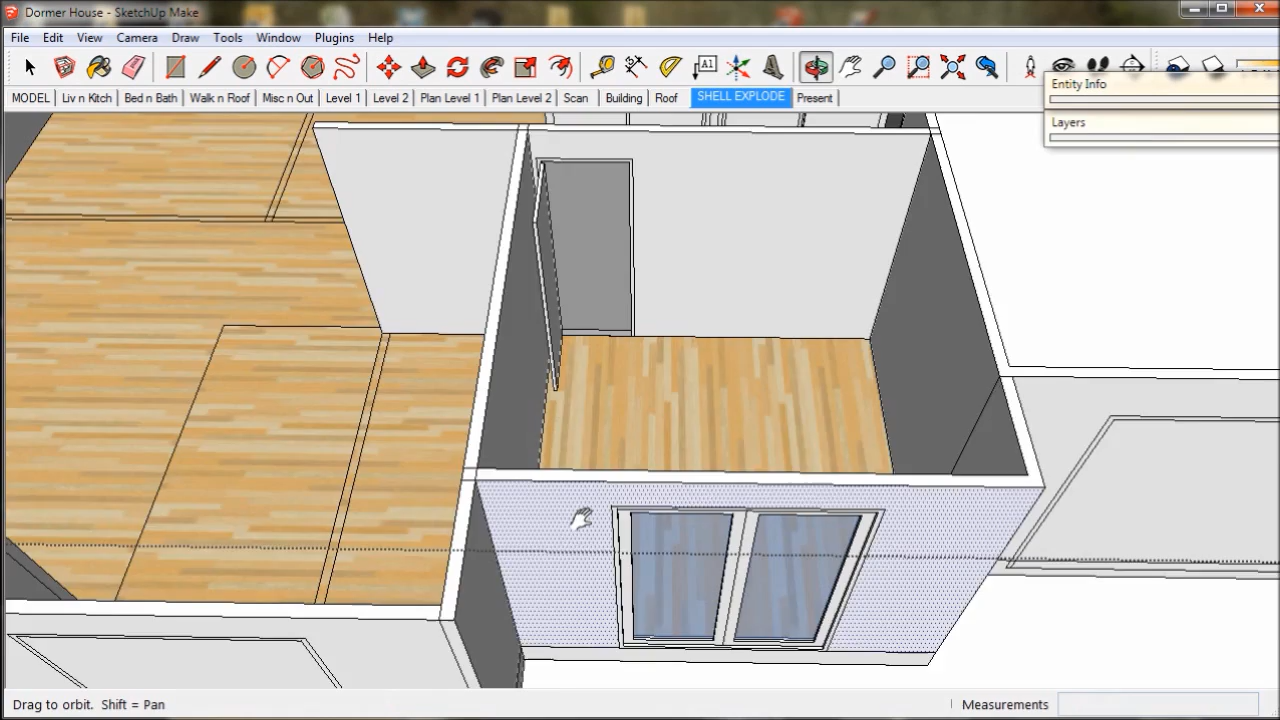 Dormer House - SketchUp Make
File Edit View Camera Draw Tools Window Plugins Help
A1
MODEL Livn Kitch Bed n Bath Walk n Roof Misc n Out Level 1 Level 2 Plan Level 1 Plan Level 2 Scan Building Roof SHELL EXPLODE Present
Entity Info
Layers
Drag to orbit. Shift = Pan Measurements